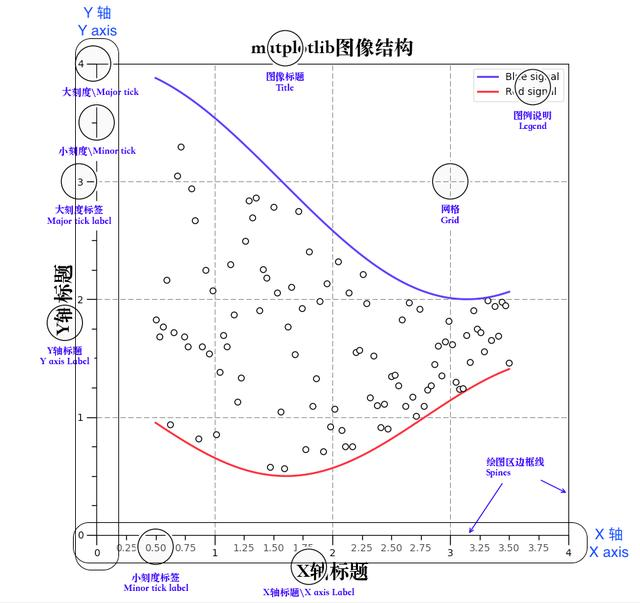 Y 轴
Y axis
matplotlib图像结构
图像标题
Title
Blue signal
Red signal
图例说明
Legend
4
大刻度\Major tick
小刻度\Minor tick
3
大刻度标签
Major tick label
网格
Grid
2
Y轴标题
Y轴标题
Y axis Label
1
绘图区边框线
Spines
0
X 轴
X axis
0 0.25 0.50 0.75 1 1.25 1.50 1.75 2 2.25 2.50 2.75 3 3.25 3.50 3.75 4
X轴标题
小刻度标签
Minor tick label
X轴标题\X axis Label